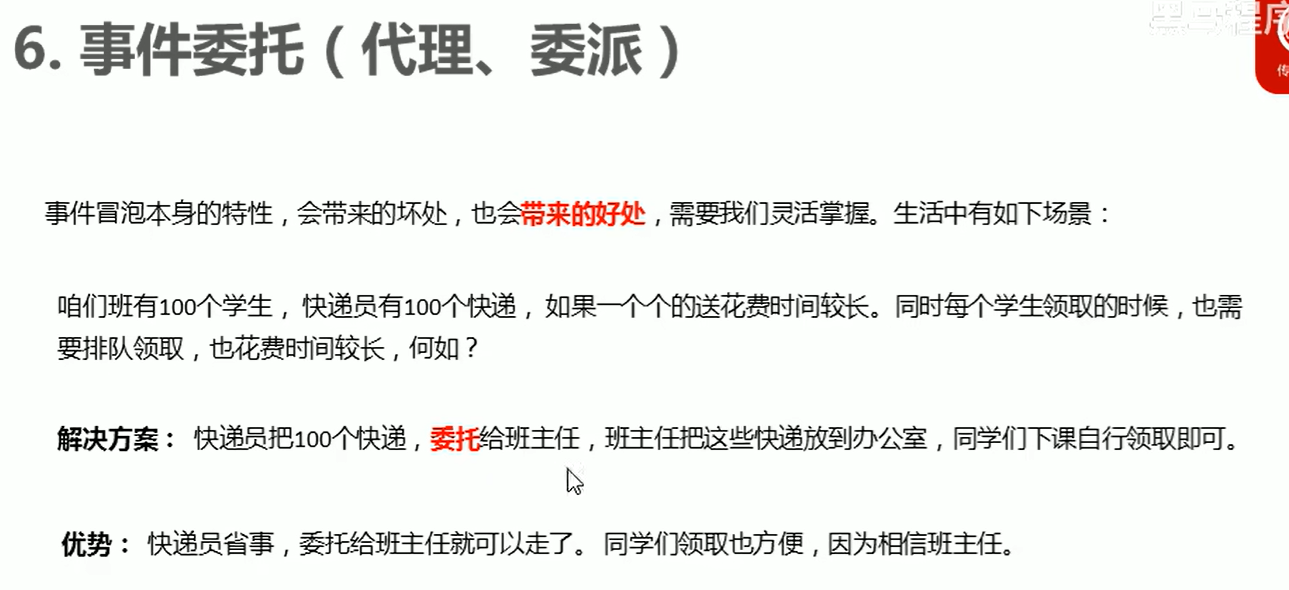 黑马程序
6. 事件委托（代理、委派）
传
事件冒泡本身的特性，会带来的坏处，也会带来的好处，需要我们灵活掌握。生活中有如下场景：
咱们班有100个学生， 快递员有100个快递， 如果一个个的送花费时间较长。同时每个学生领取的时候，也需
要排队领取，也花费时间较长，何如？
解决方案： 快递员把100个快递，委托给班主任，班主任把这些快递放到办公室，同学们下课自行领取即可。
优势： 快递员省事，委托给班主任就可以走了。 同学们领取也方便，因为相信班主任。